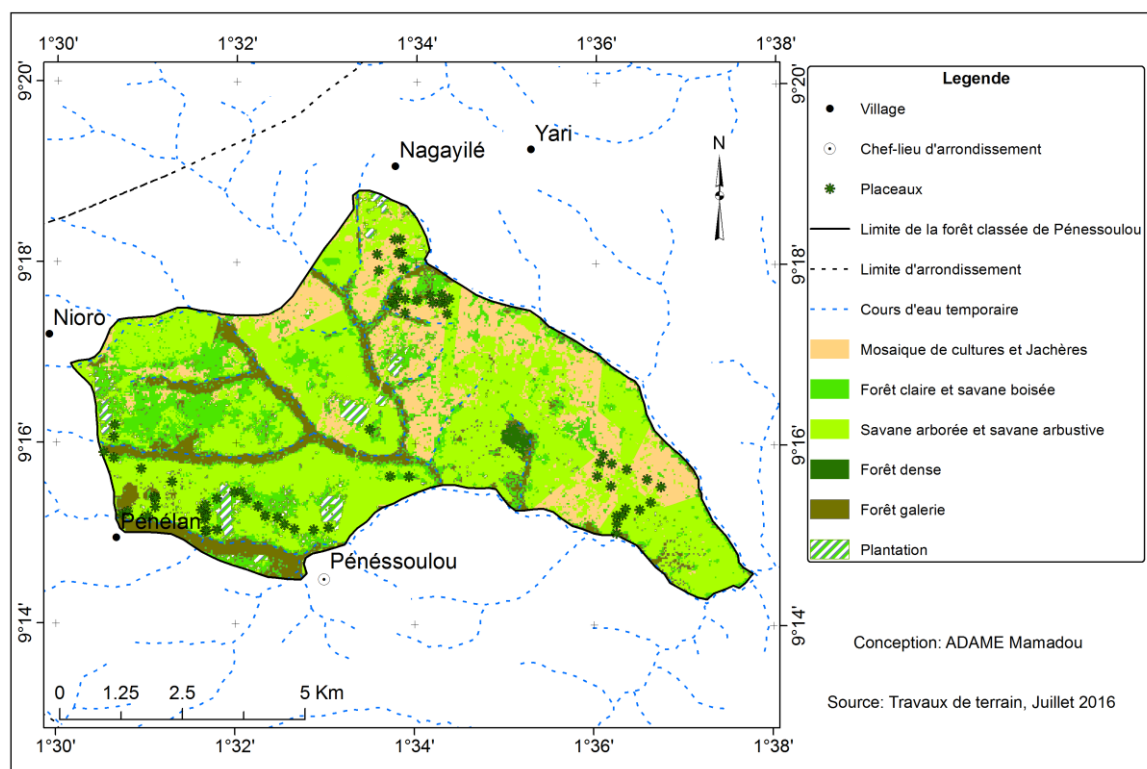 1°30' 1°32' 1°34' 1°36' 1°38'
9°20' 9°20'
Legende
Village
Chef-lieu d'arrondissement
Placeaux
Limite de la forêt classée de Pénessoulou
Limite d'arrondissement
Cours d'eau temporaire
Mosaique de cultures et Jachères
Forêt claire et savane boisée
Savane arborée et savane arbustive
Forêt dense
Forêt galerie
Plantation
N
Yari
Nagayilé
9°18' 9°18'
Nioro
9°16' 9°16'
Penélan
Pénéssoulou
9°14' 9°14'
Conception: ADAME Mamadou
0 1.25 2.5 5 Km
Source: Travaux de terrain, Juillet 2016
1°30' 1°32' 1°34' 1°36' 1°38'